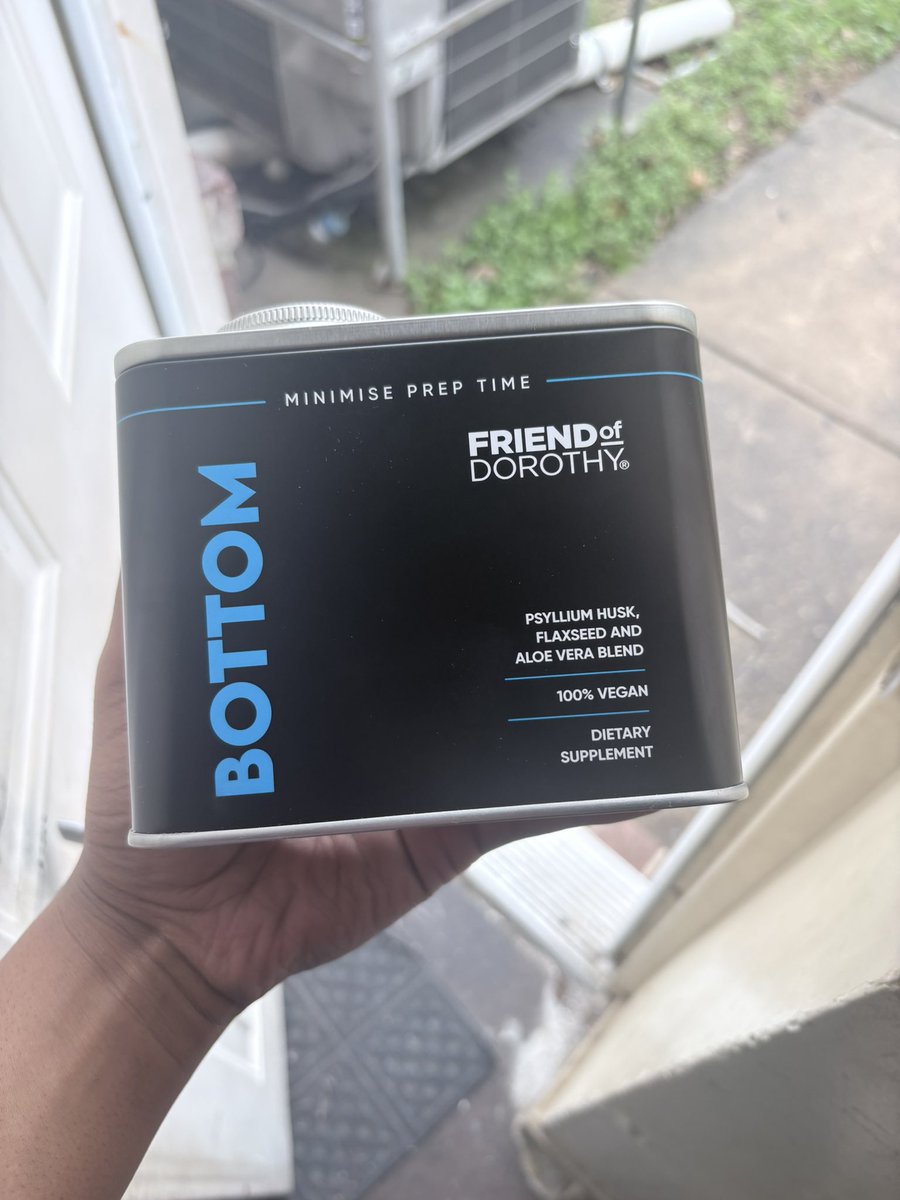 MINIMISE PREP TIME
FRIEND of
DOROTHY®
BOTTOM
PSYLLIUM HUSK,
FLAXSEED AND
ALOE VERA BLEND
100% VEGAN
DIETARY
SUPPLEMENT